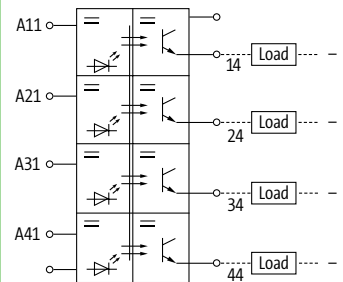 A11
14 Load –
A21
24 Load –
A31
34 Load –
A41
44 Load –